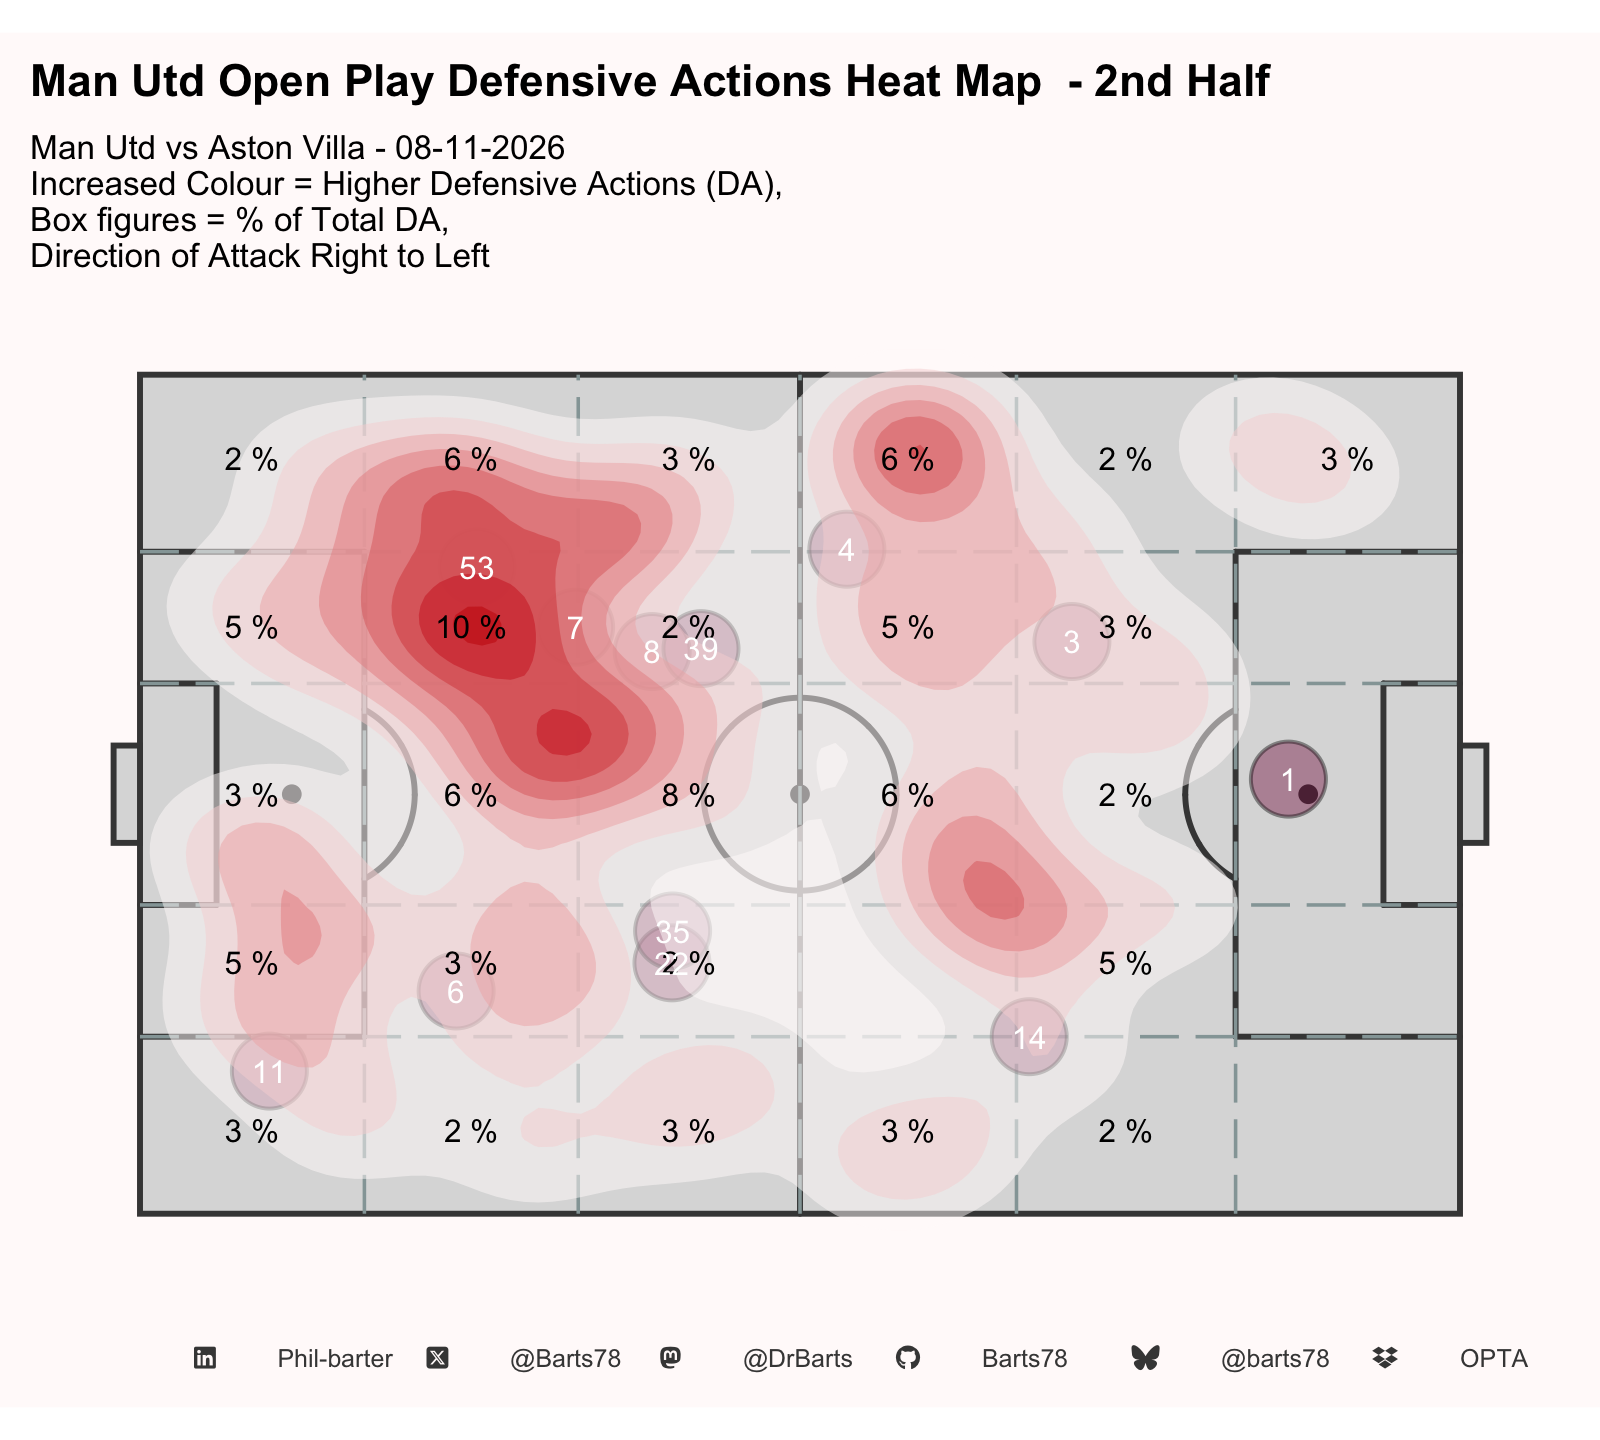 Man Utd Open Play Defensive Actions Heat Map - 2nd Half
Man Utd vs Aston Villa - 08-11-2026
Increased Colour = Higher Defensive Actions (DA),
Box figures = % of Total DA,
Direction of Attack Right to Left
2 % 6 % 3 % 6 % 2 % 3 %
4
53
5 % 10 % 7 2 % 5 % 3 %
8 39 3
1
3 % 6 % 8 % 6 % 2 %
35
5 % 3 % 22 2 % 5 %
6
14
11
3 % 2 % 3 % 3 % 2 %
Phil-barter @Barts78 @DrBarts Barts78 @barts78 OPTA